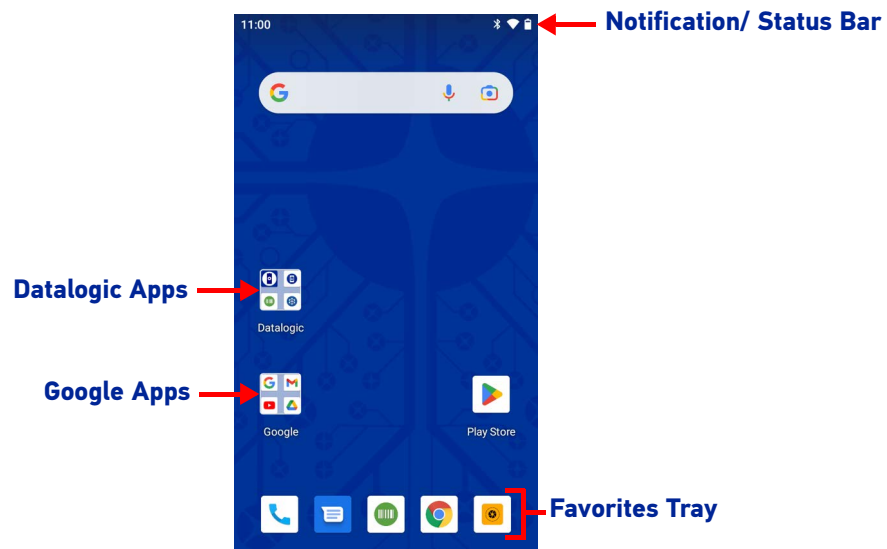 11:00
Notification/ Status Bar
Datalogic Apps
Datalogic
Google Apps
Google
Play Store
Favorites Tray